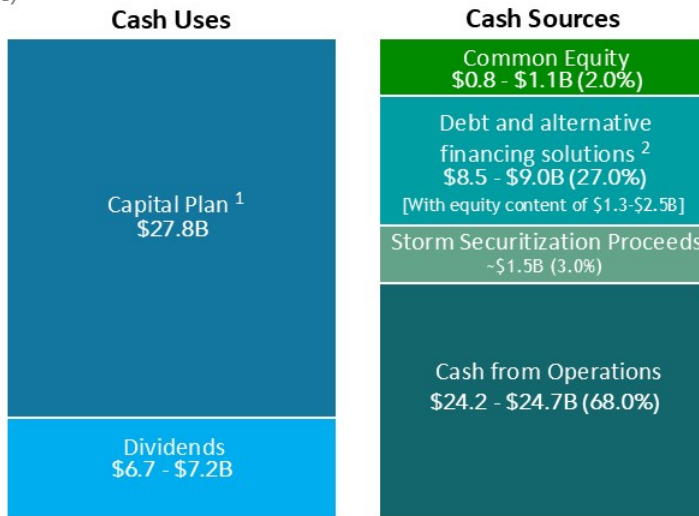 Cash Uses
Capital Plan 1
$27.8B
Dividends
$6.7 - $7.2B
Cash Sources
Common Equity
$0.8 - $1.1B (2.0%)
Debt and alternative
financing solutions 2
$8.5 - $9.0B (27.0%)
[With equity content of $1.3-$2.5B]
Storm Securitization Proceeds
~$1.5B (3.0%)
Cash from Operations
$24.2 - $24.7B (68.0%)